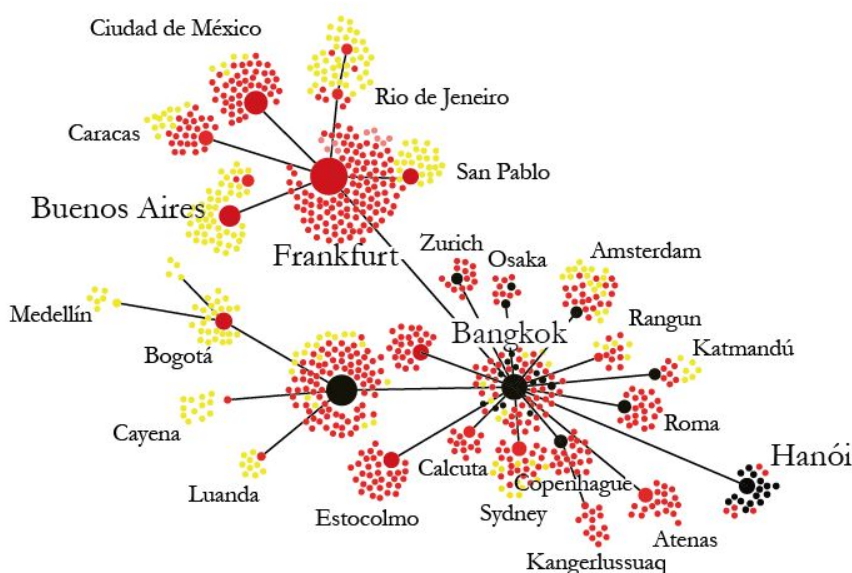 Ciudad de México
Rio de Jeneiro
Caracas
San Pablo
Buenos Aires
Frankfurt
Zurich
Osaka
Amsterdam
Medellín
Bangkok
Rangun
Bogotá
Katmandú
Cayena
Roma
Calcuta
Hanói
Luanda
Copenhague
Estocolmo
Sydney
Atenas
Kangerlussuaq